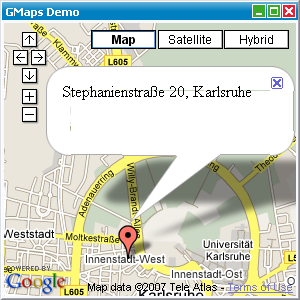 GMaps Demo
Map Satellite Hybrid
L605
Stephanienstraße 20, Karlsruhe
Adenauerring
Willy-Brandt-Allee
L604
Weststadt
Moltkestraße
Universität
Karlsruhe
Innenstadt-West
Innenstadt-Ost
POWERED BY
Google
Karlsruhe
Map data ©2007 Tele Atlas - Terms of Use